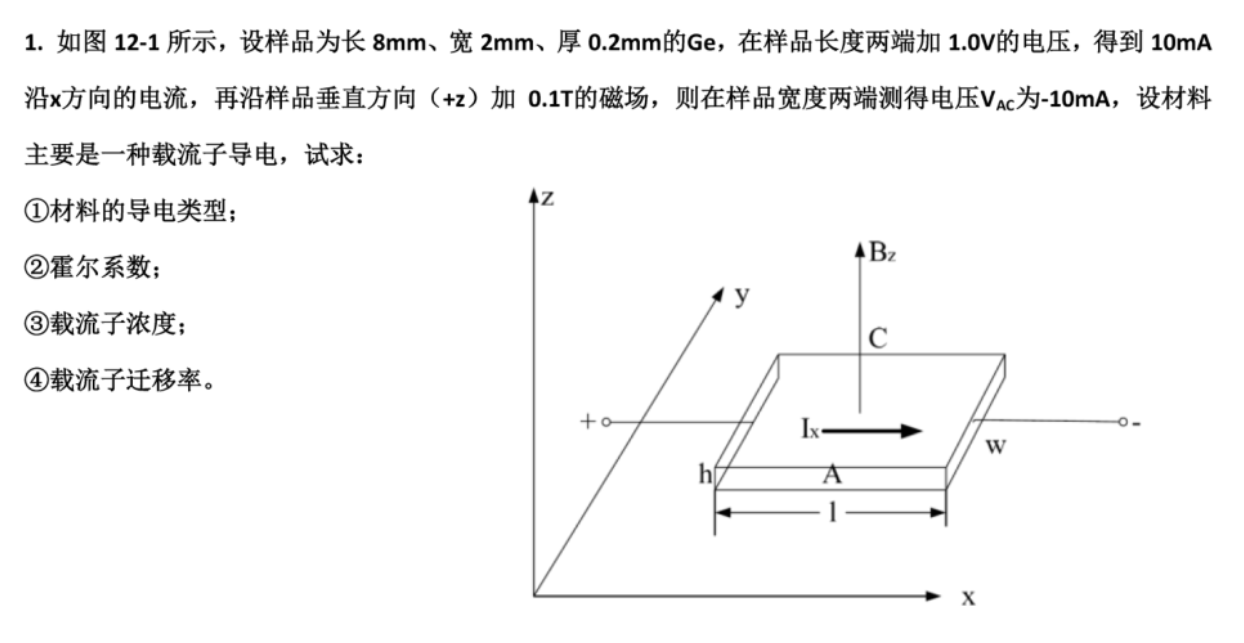 1. 如图 12-1 所示，设样品为长 8mm、宽 2mm、厚 0.2mm的Ge，在样品长度两端加 1.0V的电压，得到 10mA
沿x方向的电流，再沿样品垂直方向（+z）加 0.1T的磁场，则在样品宽度两端测得电压VAC为-10mA，设材料
主要是一种载流子导电，试求：
①材料的导电类型；
②霍尔系数；
③载流子浓度；
④载流子迁移率。
z
Bz
y
C
+
Ix
-
w
h
A
l
x